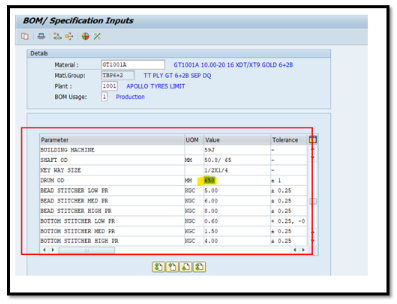 BOM/ Specification Inputs
Details
Material : GT1001A GT1001A 10.00-20 16 XDT/XT9 GOLD 6+28
Matl.Group: TBP6+2 TT PLY GT 6+2B SEP DQ
Plant : 1001 APOLLO TYRES LIMIT
BOM Usage: 1 Production
Parameter UOM Value Tolerance
BUILDING MACHINE 59J -
SHAFT OD MM 50.8/ 65 -
KEY WAY SIZE 1/2X1/4 -
DRUM OD MM ± 1
BEAD STITCHER LOW PR KGC 5.00 ± 0.25
BEAD STITCHER MED PR KGC 6.00 ± 0.25
BEAD STITCHER HIGH PR KGC 8.00 ± 0.25
BOTTOM STITCHER LOW PR KGC 0.60 + 0.25, -0
BOTTOM STITCHER MED PR KGC 1.50 ± 0.25
BOTTOM STITCHER HIGH PR KGC 4.00 ± 0.25